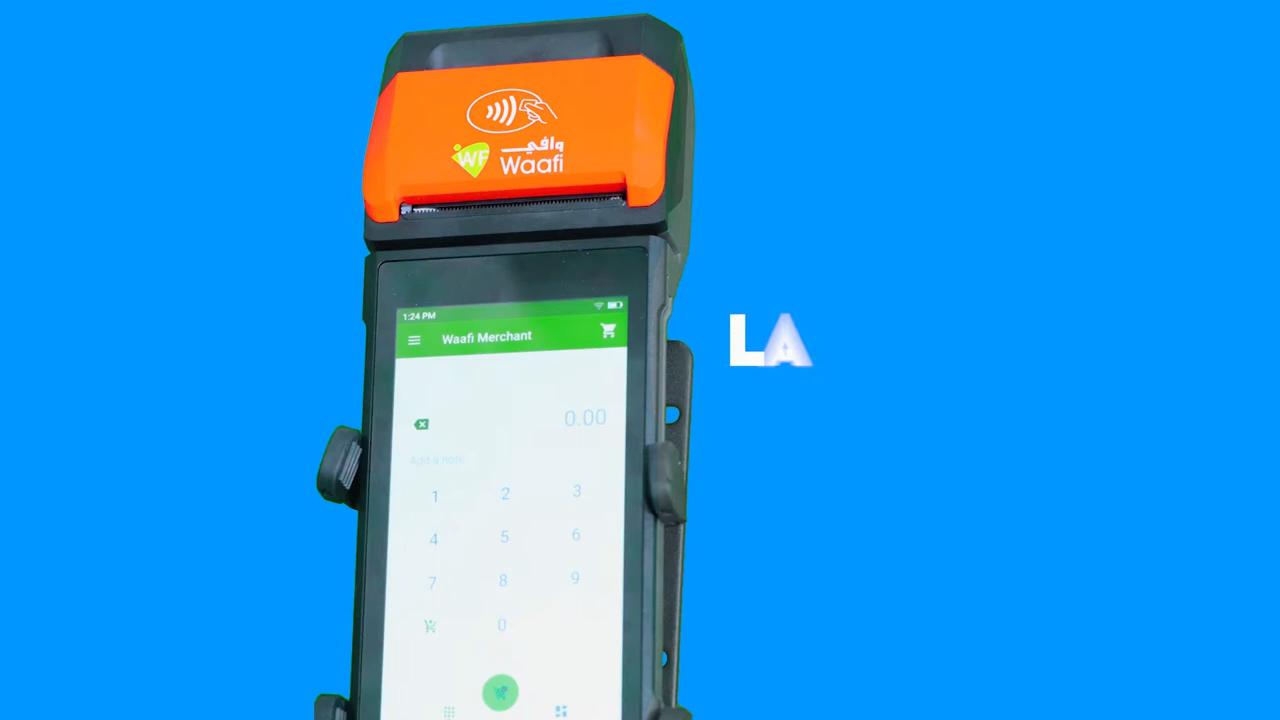 وافي
WF Waafi
1:24 PM
Waafi Merchant
0.00
Add a note
1 2 3
4 5 6
7 8 9
0
LA